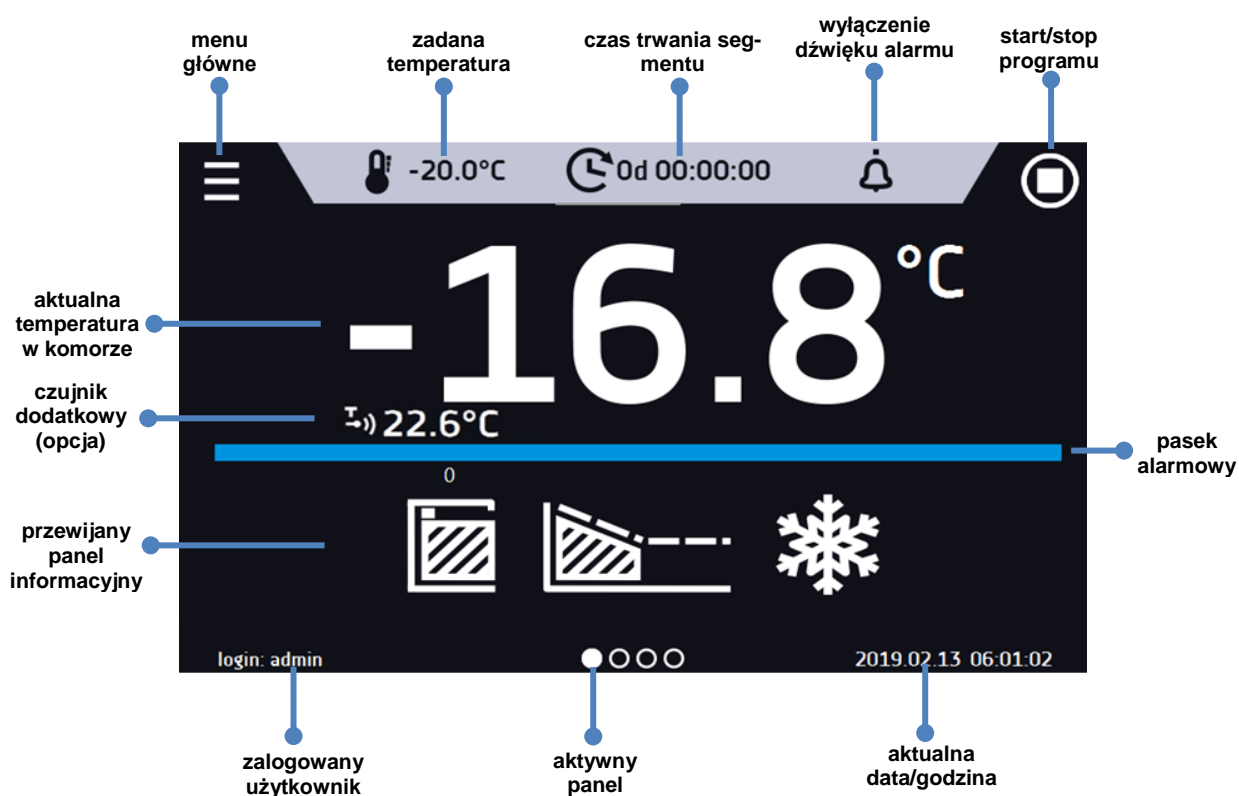 menu
główne
zadana
temperatura
czas trwania seg-
mentu
wyłączenie
dźwięku alarmu
start/stop
programu
-20.0°C
0d 00:00:00
-16.8°C
aktualna
temperatura
w komorze
czujnik
dodatkowy
(opcja)
22.6°C
pasek
alarmowy
0
przewijany
panel
informacyjny
login: admin
2019.02.13 06:01:02
zalogowany
użytkownik
aktywny
panel
aktualna
data/godzina